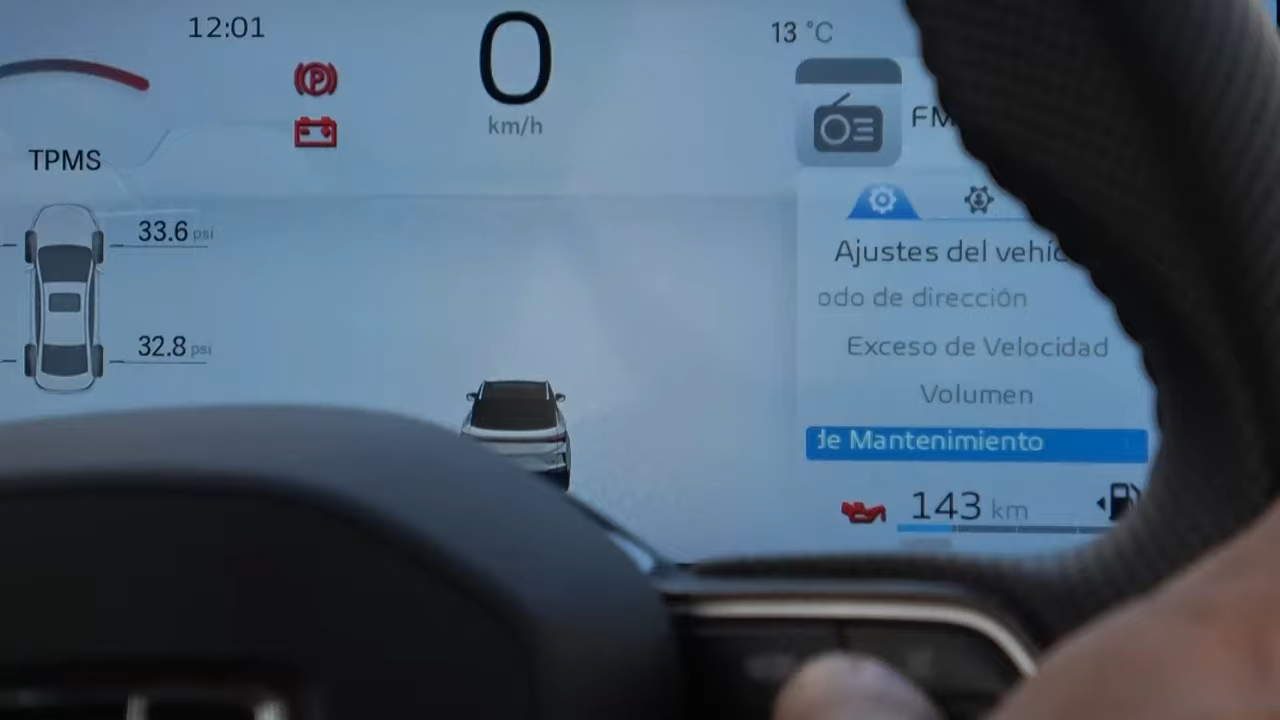 12:01
0
km/h
13 °C
FM
TPMS
33.6 psi
32.8 psi
Ajustes del vehíc
odo de dirección
Exceso de Velocidad
Volumen
de Mantenimiento
143 km